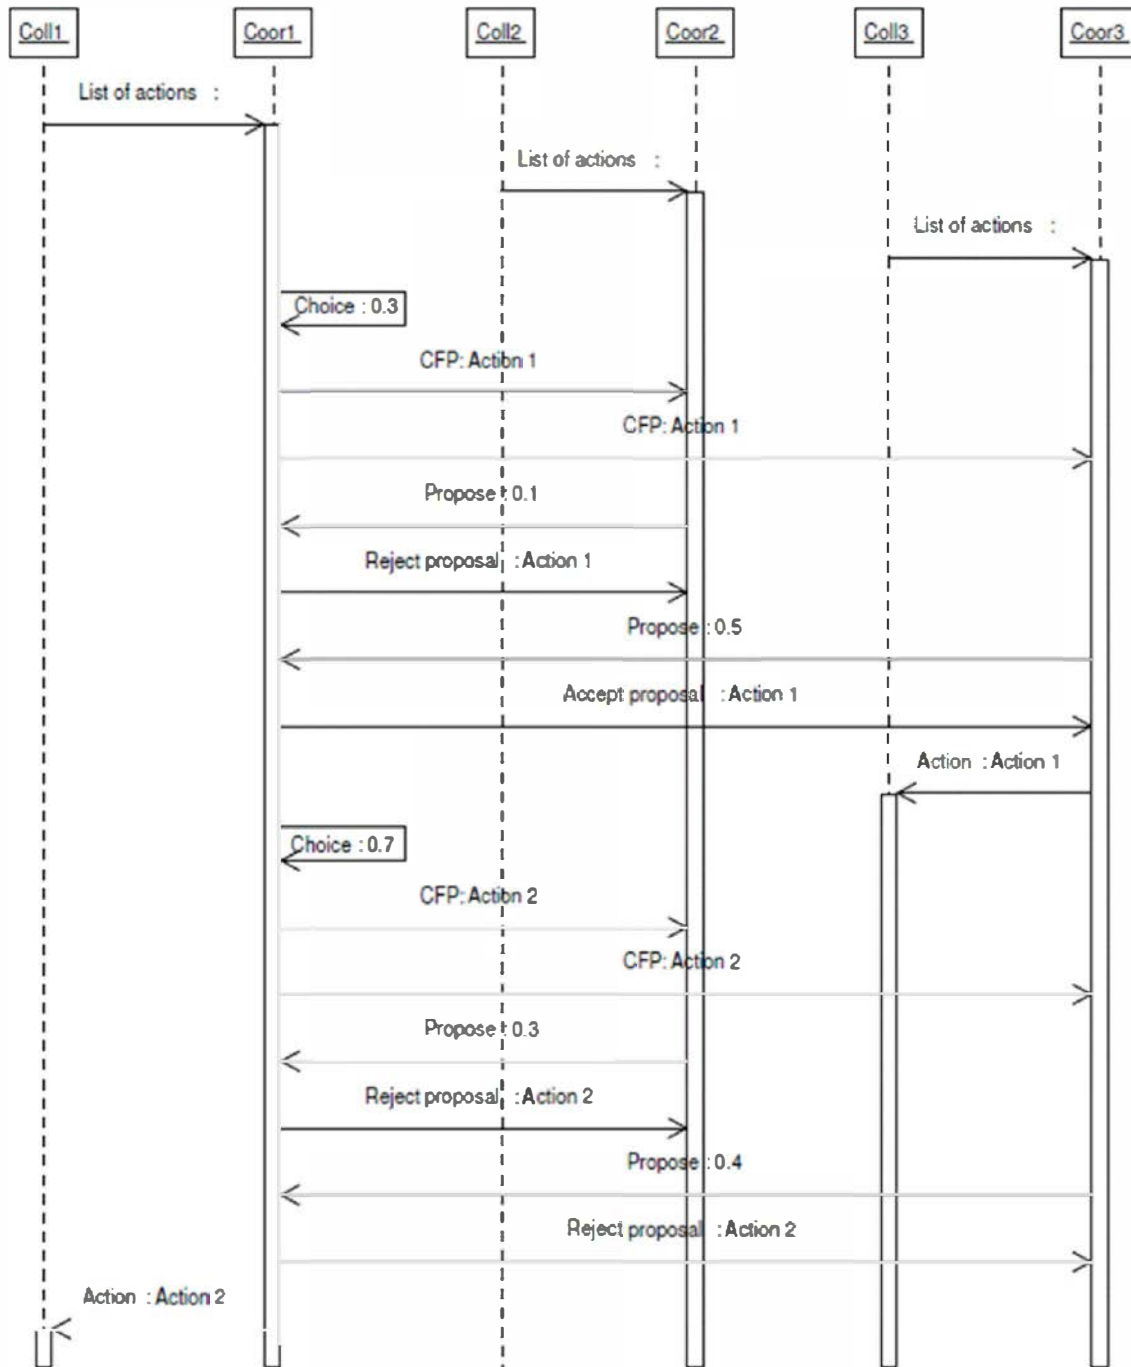 Coll1
Coor1
Coll2
Coor2
Coll3
Coor3
List of actions :
List of actions :
List of actions :
Choice : 0.3
CFP: Action 1
CFP: Action 1
Propose : 0.1
Reject proposal : Action 1
Propose : 0.5
Accept proposal : Action 1
Action : Action 1
Choice : 0.7
CFP: Action 2
CFP: Action 2
Propose : 0.3
Reject proposal : Action 2
Propose : 0.4
Reject proposal : Action 2
Action : Action 2